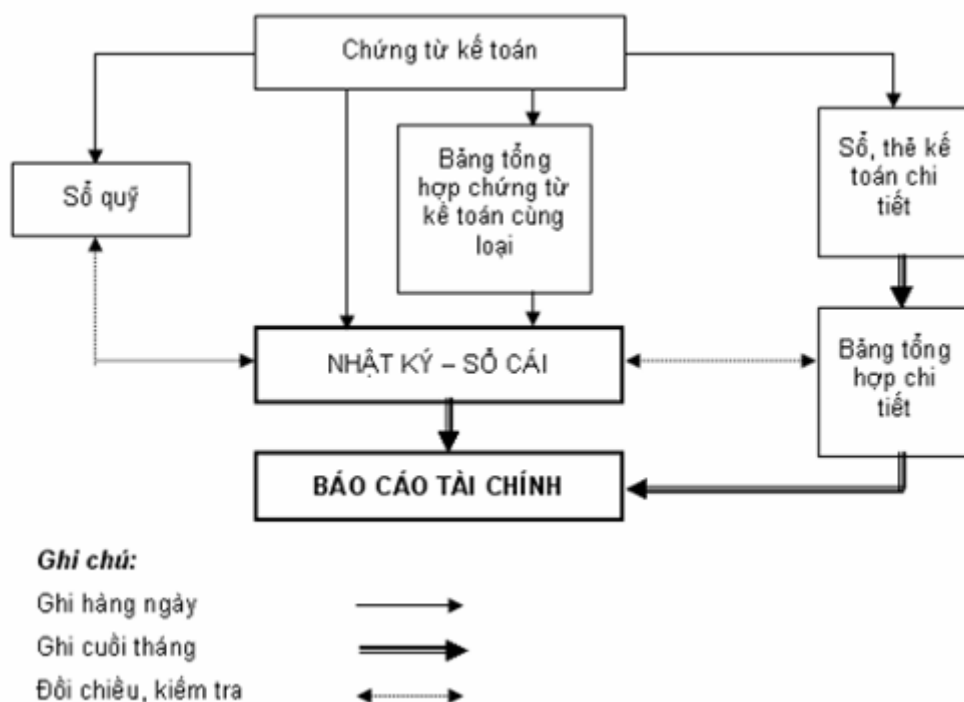 Chứng từ kế toán
Sổ quỹ
Bảng tổng
hợp chứng từ
kế toán cùng
loại
Sổ, thẻ kế
toán chi
tiết
NHẬT KÝ – SỔ CÁI
Bảng tổng
hợp chi
tiết
BÁO CÁO TÀI CHÍNH
Ghi chú:
Ghi hàng ngày
Ghi cuối tháng
Đối chiếu, kiểm tra